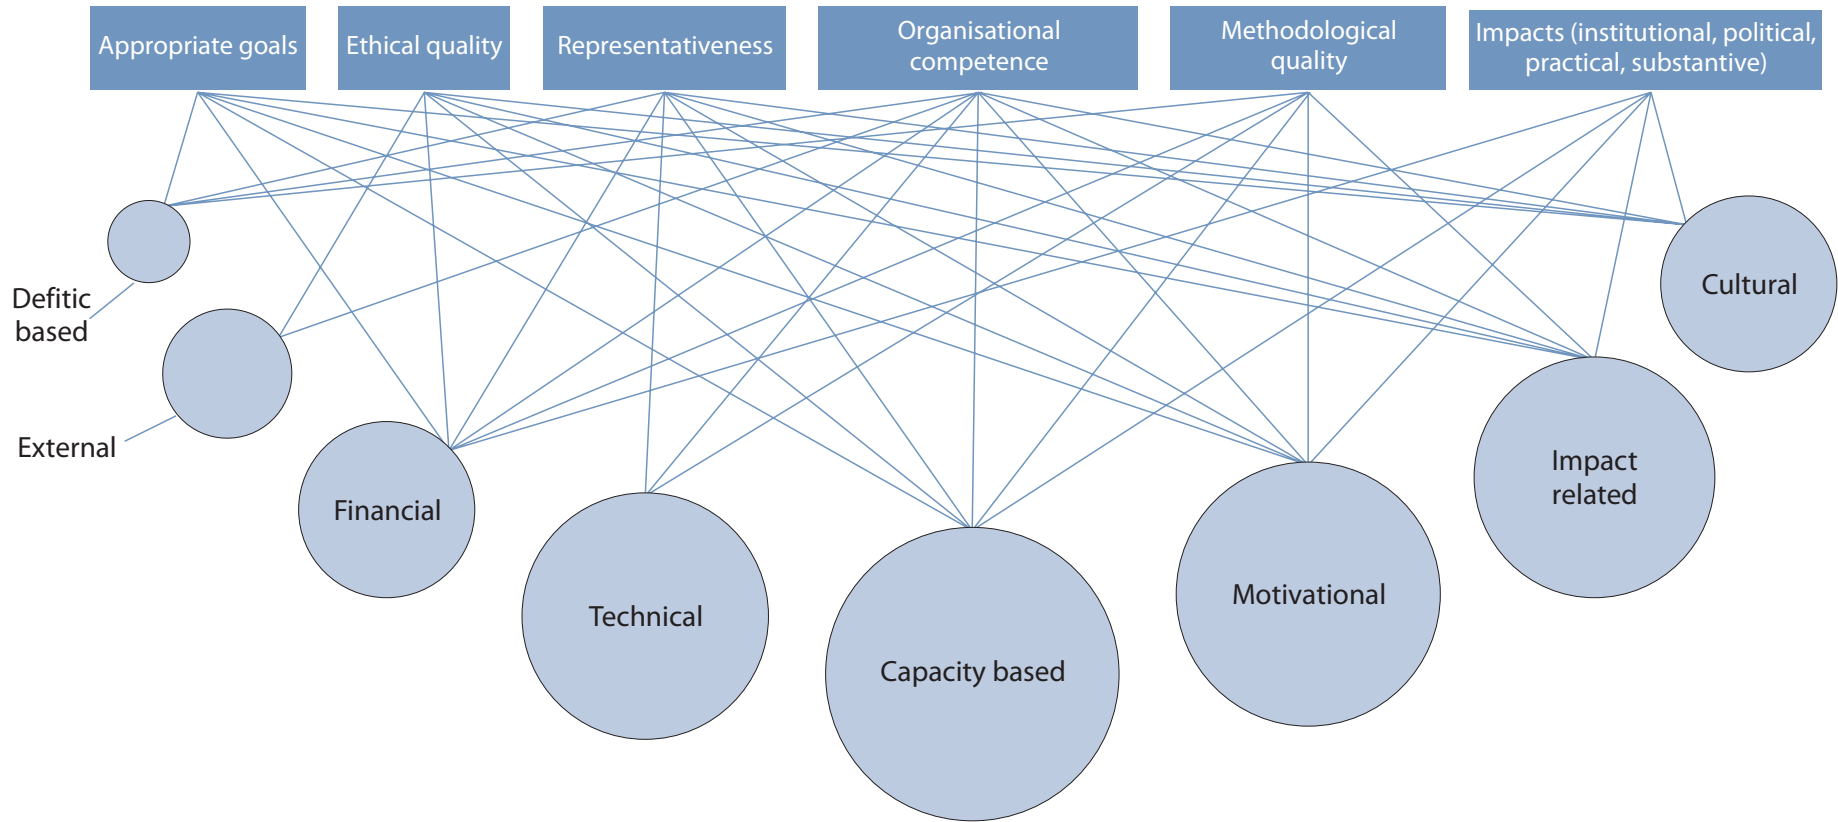 Appropriate goals
Ethical quality
Representativeness
Organisational
competence
Methodological
quality
Impacts (institutional, political,
practical, substantive)
Defitic
based
External
Financial
Technical
Capacity based
Motivational
Impact
related
Cultural